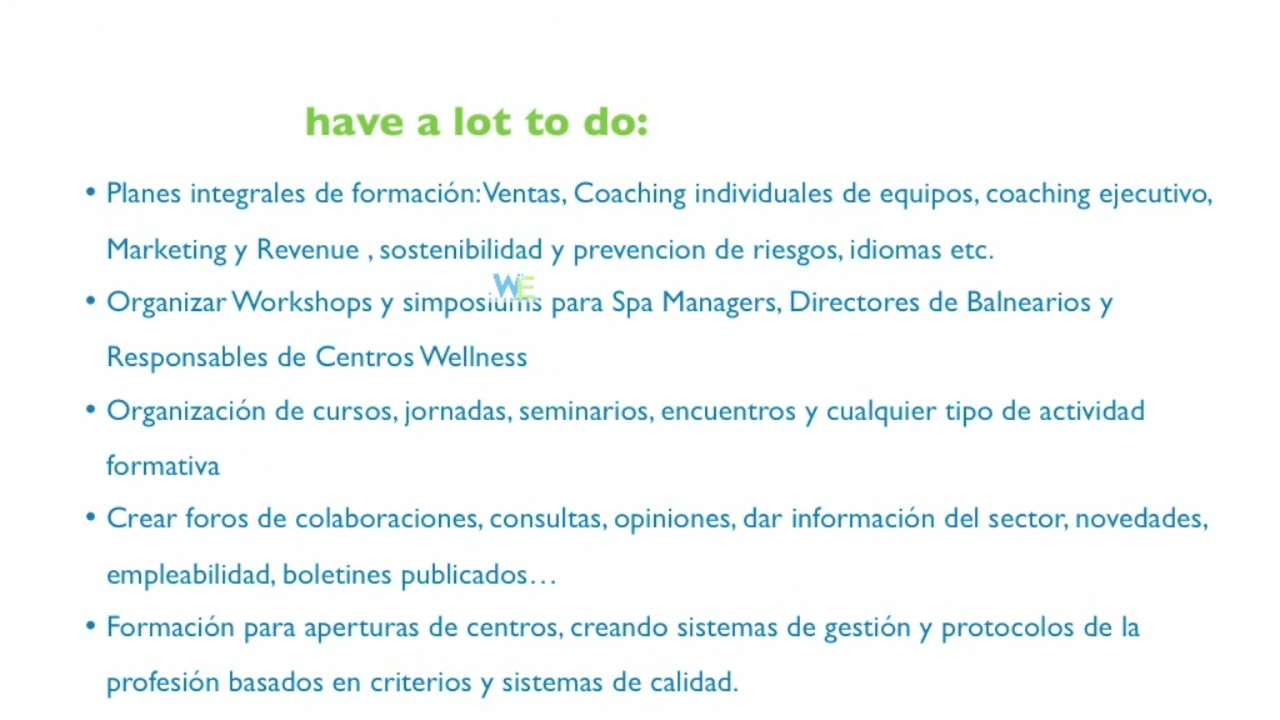 have a lot to do:
• Planes integrales de formación: Ventas, Coaching individuales de equipos, coaching ejecutivo,
Marketing y Revenue , sostenibilidad y prevencion de riesgos, idiomas etc.
WE
• Organizar Workshops y simposiums para Spa Managers, Directores de Balnearios y
Responsables de Centros Wellness
• Organización de cursos, jornadas, seminarios, encuentros y cualquier tipo de actividad
formativa
• Crear foros de colaboraciones, consultas, opiniones, dar información del sector, novedades,
empleabilidad, boletines publicados…
• Formación para aperturas de centros, creando sistemas de gestión y protocolos de la
profesión basados en criterios y sistemas de calidad.